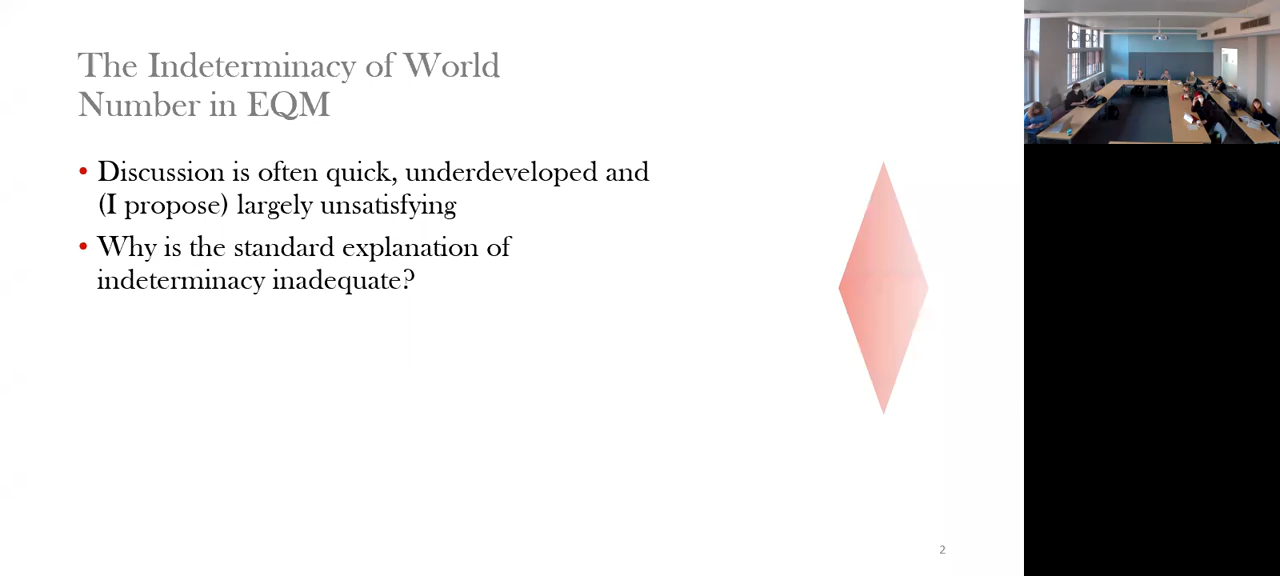 The Indeterminacy of World
Number in EQM
• Discussion is often quick, underdeveloped and
(I propose) largely unsatisfying
• Why is the standard explanation of
indeterminacy inadequate?
2